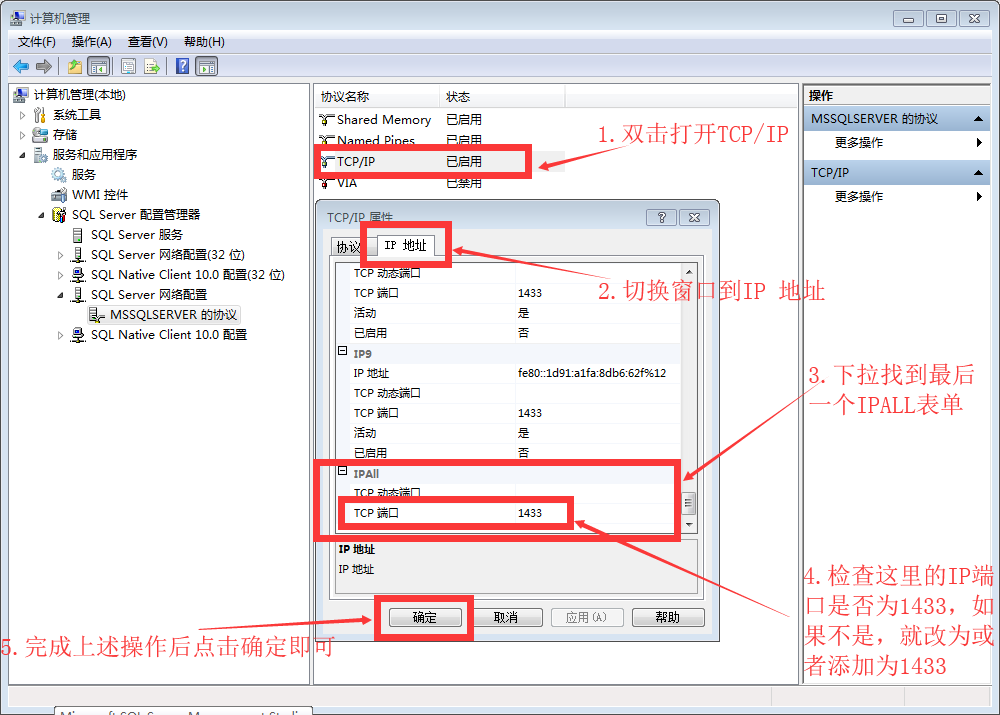 计算机管理
文件(F) 操作(A) 查看(V) 帮助(H)
计算机管理(本地)
系统工具
存储
服务和应用程序
服务
WMI 控件
SQL Server 配置管理器
SQL Server 服务
SQL Server 网络配置(32 位)
SQL Native Client 10.0 配置(32 位)
SQL Server 网络配置
MSSQLSERVER 的协议
SQL Native Client 10.0 配置
协议名称 状态
Shared Memory 已启用
Named Pipes 已启用
TCP/IP 已启用
VIA 已禁用
1.双击打开TCP/IP
操作
MSSQLSERVER 的协议
更多操作
TCP/IP
更多操作
TCP/IP 属性
协议 IP 地址
2.切换窗口到IP 地址
TCP 动态端口
TCP 端口 1433
活动 是
已启用 否
IP9
IP 地址 fe80::1d91:a1fa:8db6:62f%12
TCP 动态端口
TCP 端口 1433
活动 是
已启用 否
IPAll
TCP 动态端口
TCP 端口 1433
IP 地址
IP 地址
确定 取消 应用(A) 帮助
3.下拉找到最后
一个IPALL表单
4.检查这里的IP端
口是否为1433，如
果不是，就改为或
者添加为1433
5.完成上述操作后点击确定即可
Microsoft SQL Server Management Studio